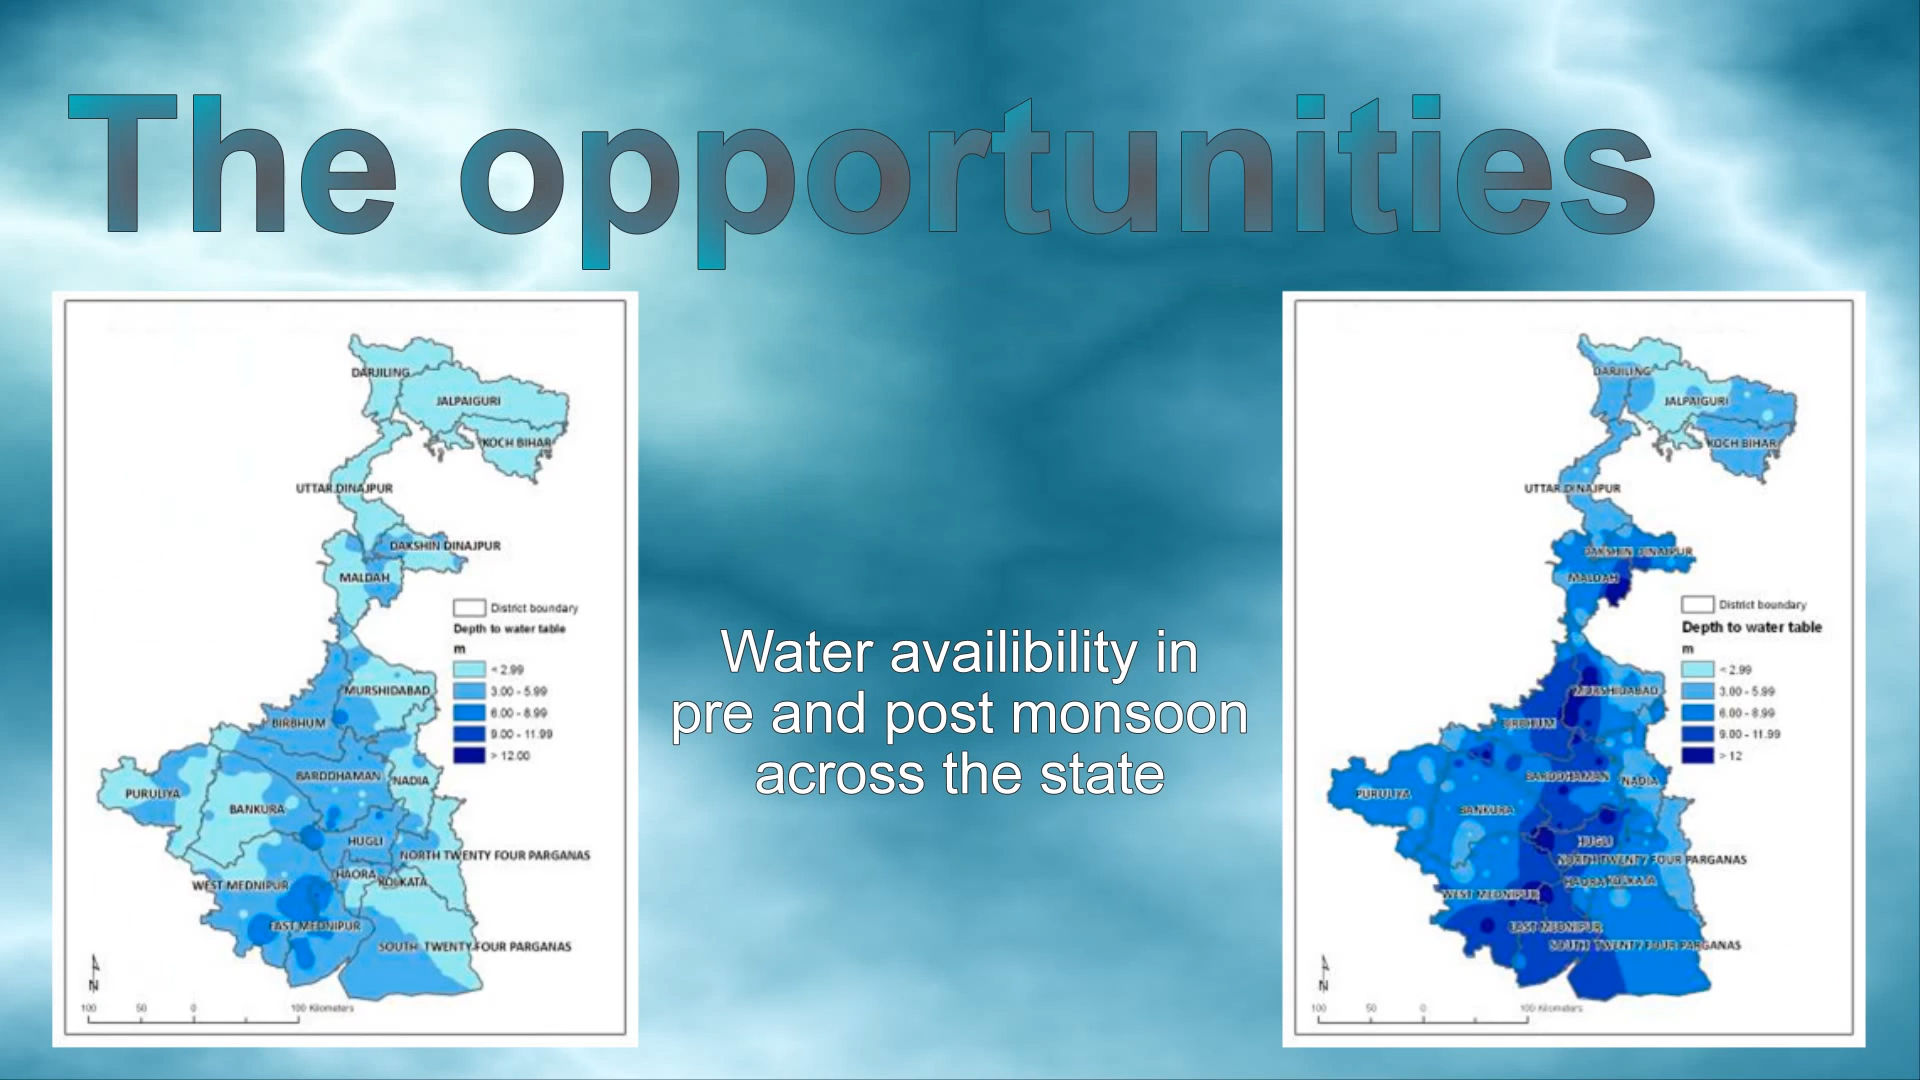 The opportunities
DARJILING
JALPAIGURI
KOCH BIHAR
UTTAR DINAJPUR
DAKSHIN DINAJPUR
MALDAH
District boundary
Depth to water table
m
< 2.99
3.00 - 5.99
6.00 - 8.99
9.00 - 11.99
> 12.00
MURSHIDABAD
BIRBHUM
BARDDHAMAN
NADIA
PURULIYA
BANKURA
HUGLI
NORTH TWENTY FOUR PARGANAS
HAORA
KOLKATA
WEST MEDNIPUR
EAST MEDNIPUR
SOUTH TWENTY FOUR PARGANAS
N
100 50 0 100 Kilometers
Water availibility in
pre and post monsoon
across the state
DARJILING
JALPAIGURI
KOCH BIHAR
UTTAR DINAJPUR
DAKSHIN DINAJPUR
MALDAH
District boundary
Depth to water table
m
< 2.99
3.00 - 5.99
6.00 - 8.99
9.00 - 11.99
> 12
MURSHIDABAD
BIRBHUM
BARDDHAMAN
NADIA
PURULIYA
BANKURA
HUGLI
NORTH TWENTY FOUR PARGANAS
HAORA KOLKATA
WEST MEDNIPUR
EAST MEDNIPUR
SOUTH TWENTY FOUR PARGANAS
N
100 50 0 100 Kilometers